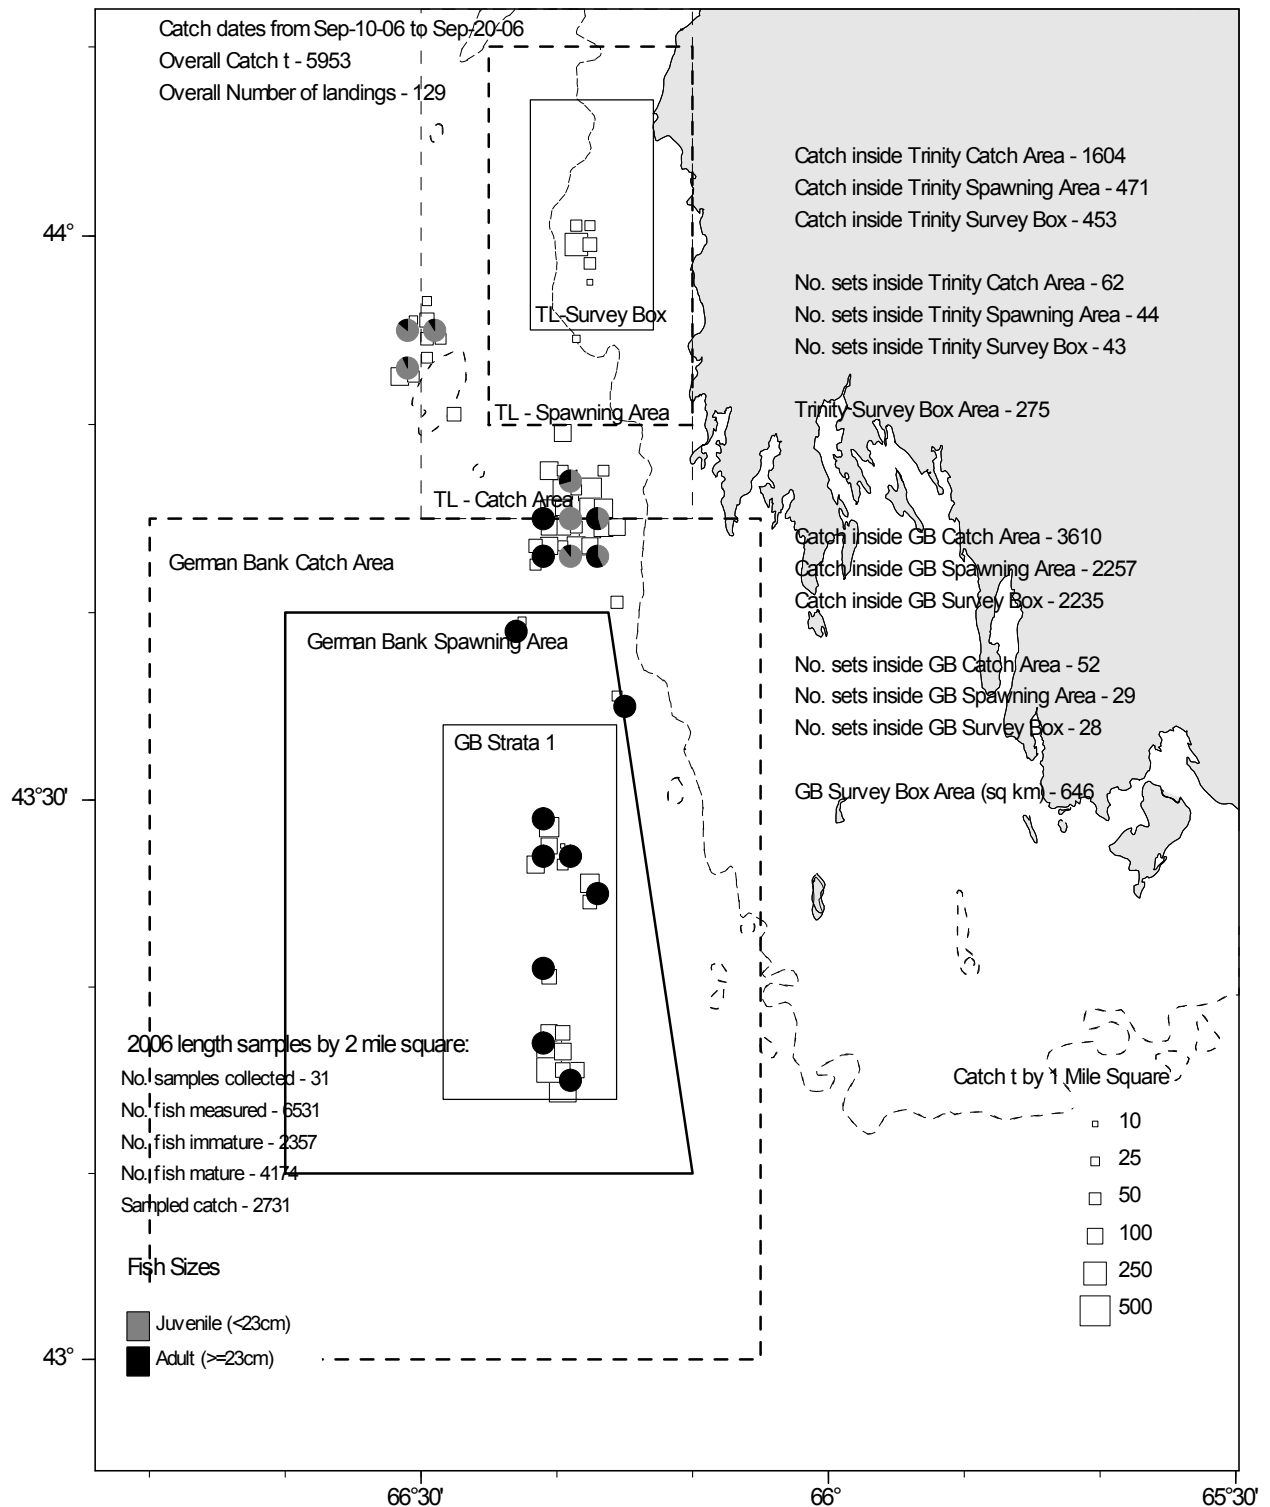 Catch dates from Sep-10-06 to Sep-20-06
Overall Catch t - 5953
Overall Number of landings - 129
Catch inside Trinity Catch Area - 1604
Catch inside Trinity Spawning Area - 471
Catch inside Trinity Survey Box - 453
No. sets inside Trinity Catch Area - 62
No. sets inside Trinity Spawning Area - 44
No. sets inside Trinity Survey Box - 43
Trinity Survey Box Area - 275
44°
TL-Survey Box
TL - Spawning Area
TL - Catch Area
German Bank Catch Area
Catch inside GB Catch Area - 3610
Catch inside GB Spawning Area - 2257
Catch inside GB Survey Box - 2235
German Bank Spawning Area
No. sets inside GB Catch Area - 52
No. sets inside GB Spawning Area - 29
No. sets inside GB Survey Box - 28
GB Strata 1
43°30'
GB Survey Box Area (sq km) - 646
2006 length samples by 2 mile square:
No. samples collected - 31
No. fish measured - 6531
No. fish immature - 2357
No. fish mature - 4174
Sampled catch - 2731
Catch t by 1 Mile Square
10
25
50
100
250
500
Fish Sizes
Juvenile (<23cm)
Adult (>=23cm)
43°
66°30'
66°
65°30'